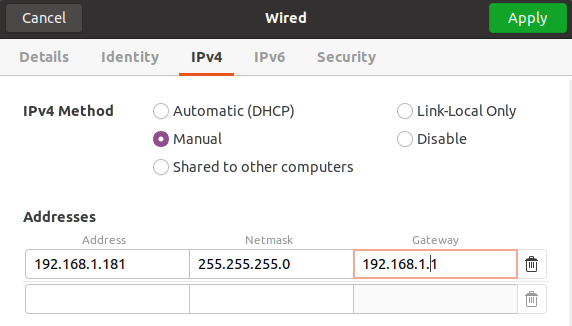 Cancel Wired Apply
Details Identity IPv4 IPv6 Security
IPv4 Method Automatic (DHCP) Link-Local Only
Manual Disable
Shared to other computers
Addresses
Address Netmask Gateway
192.168.1.181 255.255.255.0 192.168.1.1